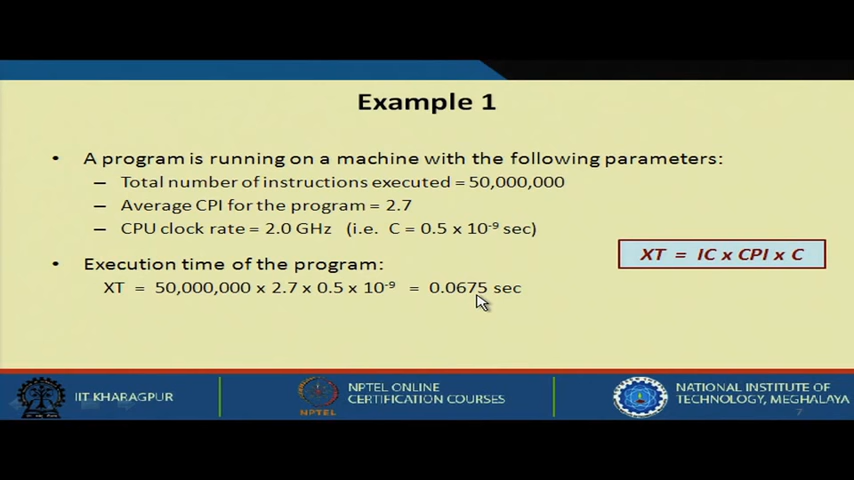 Example 1
• A program is running on a machine with the following parameters:
– Total number of instructions executed = 50,000,000
– Average CPI for the program = 2.7
– CPU clock rate = 2.0 GHz (i.e. C = 0.5 x 10⁻⁹ sec)
XT = IC x CPI x C
• Execution time of the program:
XT = 50,000,000 x 2.7 x 0.5 x 10⁻⁹ = 0.0675 sec
IIT KHARAGPUR
NPTEL
NPTEL ONLINE
CERTIFICATION COURSES
NATIONAL INSTITUTE OF
TECHNOLOGY, MEGHALAYA
7